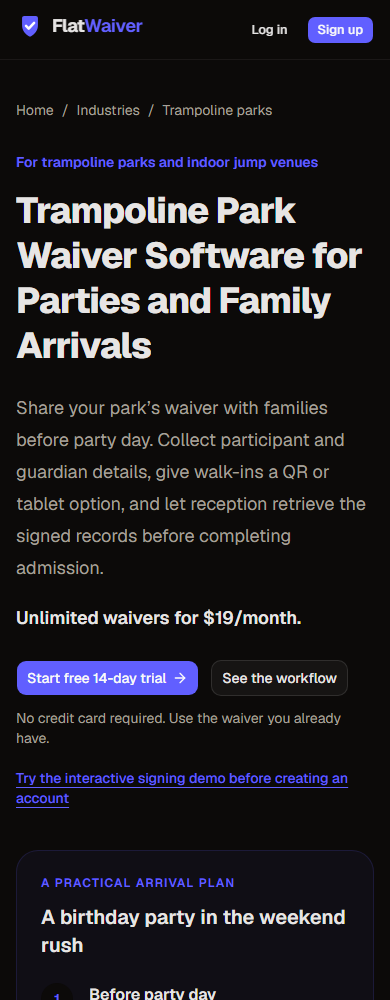 FlatWaiver
Log in
Sign up
Home / Industries / Trampoline parks
For trampoline parks and indoor jump venues
Trampoline Park
Waiver Software for
Parties and Family
Arrivals
Share your park’s waiver with families
before party day. Collect participant and
guardian details, give walk-ins a QR or
tablet option, and let reception retrieve the
signed records before completing
admission.
Unlimited waivers for $19/month.
Start free 14-day trial →
See the workflow
No credit card required. Use the waiver you already
have.
Try the interactive signing demo before creating an
account
A PRACTICAL ARRIVAL PLAN
A birthday party in the weekend
rush
1
Before party day